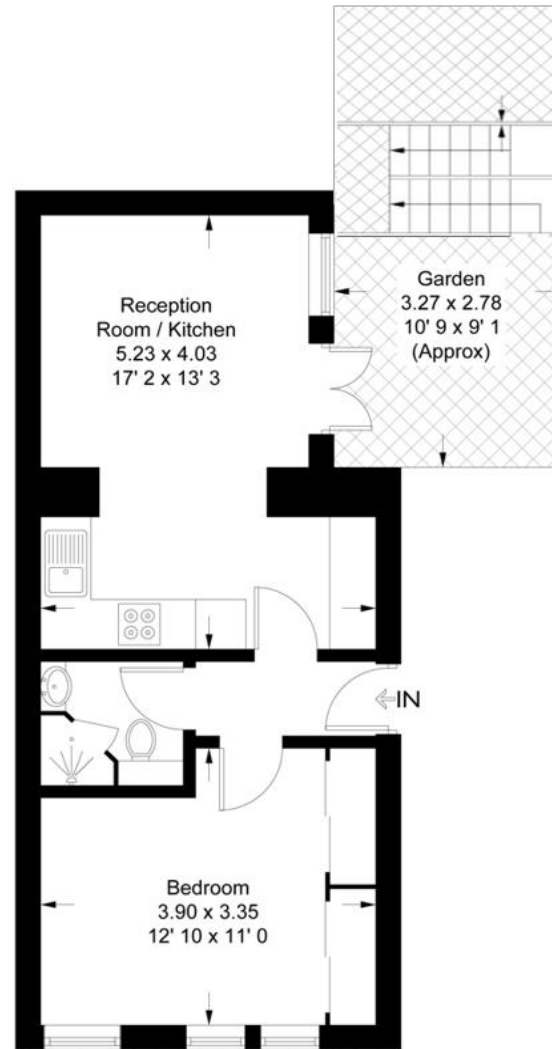 Garden
3.27 x 2.78
10' 9 x 9' 1
(Approx)
Reception
Room / Kitchen
5.23 x 4.03
17' 2 x 13' 3
IN
Bedroom
3.90 x 3.35
12' 10 x 11' 0